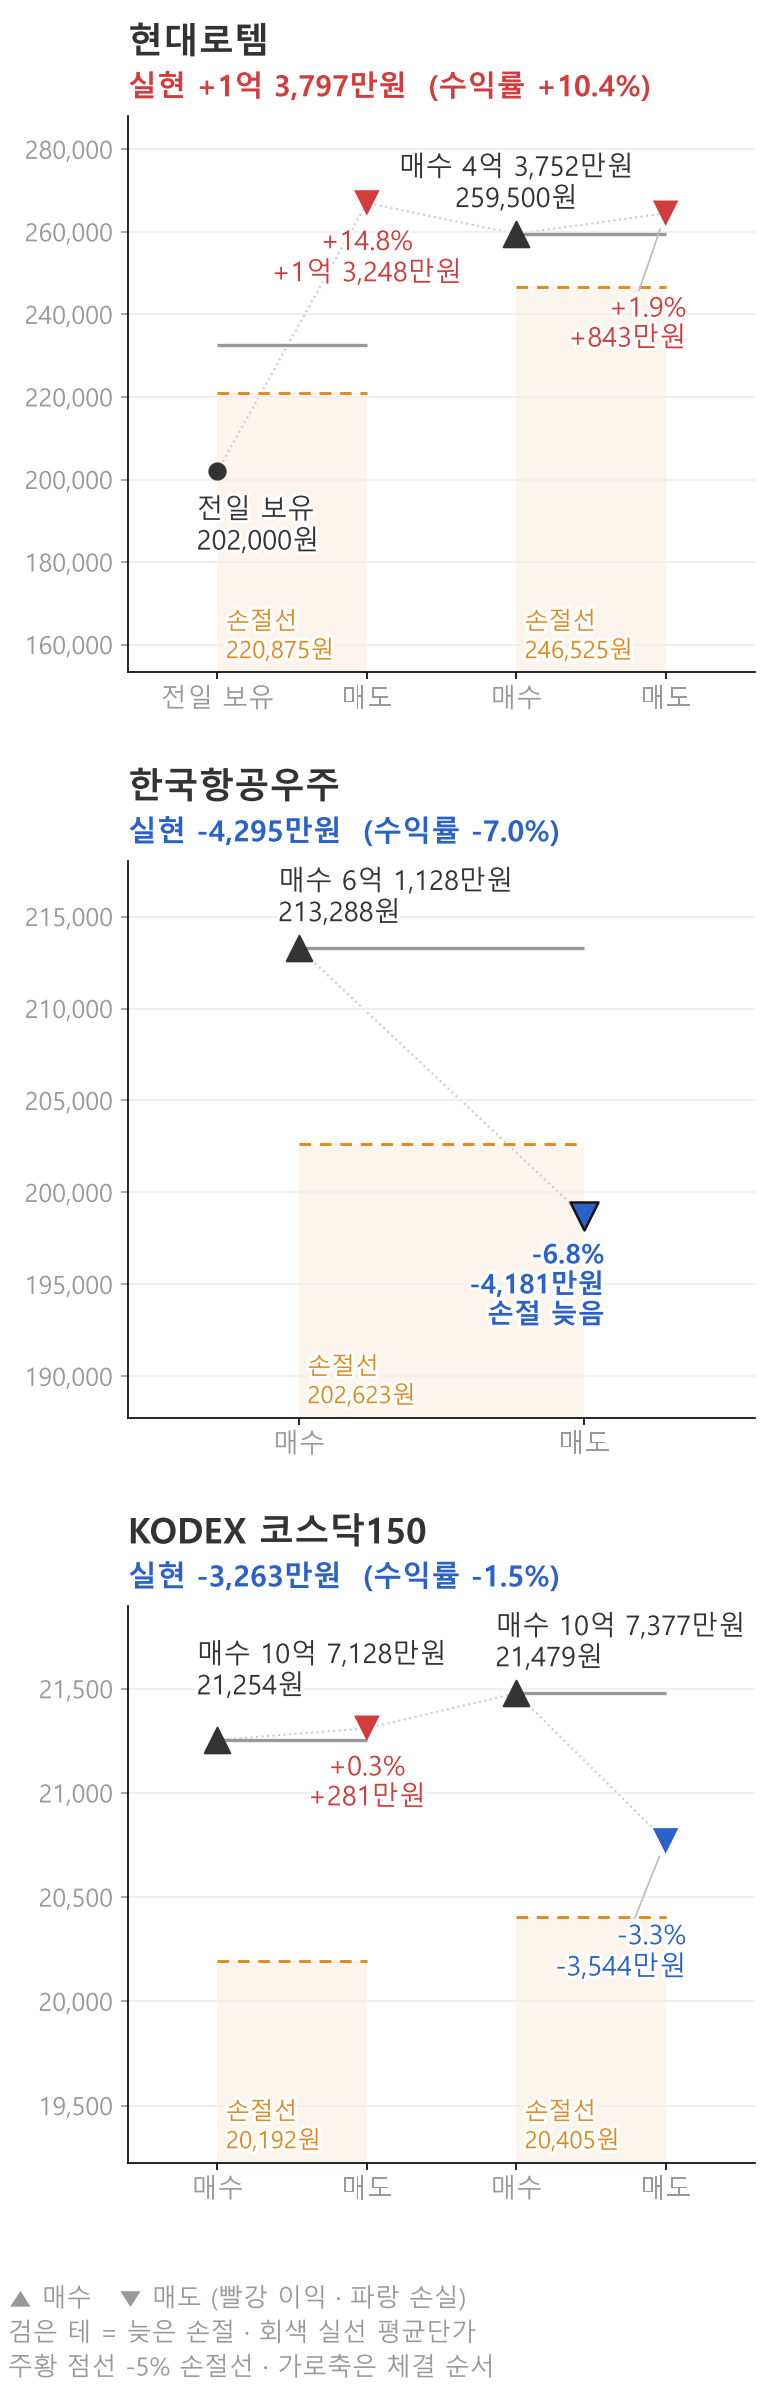 현대로템
실현 +1억 3,797만원 (수익률 +10.4%)
280,000
260,000
240,000
220,000
200,000
180,000
160,000
매수 4억 3,752만원
259,500원
+14.8%
+1억 3,248만원
+1.9%
+843만원
전일 보유
202,000원
손절선
220,875원
손절선
246,525원
전일 보유
매도
매수
매도
한국항공우주
실현 -4,295만원 (수익률 -7.0%)
215,000
210,000
205,000
200,000
195,000
190,000
매수 6억 1,128만원
213,288원
-6.8%
-4,181만원
손절 늦음
손절선
202,623원
매수
매도
KODEX 코스닥150
실현 -3,263만원 (수익률 -1.5%)
21,500
21,000
20,500
20,000
19,500
매수 10억 7,128만원
21,254원
매수 10억 7,377만원
21,479원
+0.3%
+281만원
-3.3%
-3,544만원
손절선
20,192원
손절선
20,405원
매수
매도
매수
매도
▲ 매수 ▼ 매도 (빨강 이익 · 파랑 손실)
검은 테 = 늦은 손절 · 회색 실선 평균단가
주황 점선 -5% 손절선 · 가로축은 체결 순서